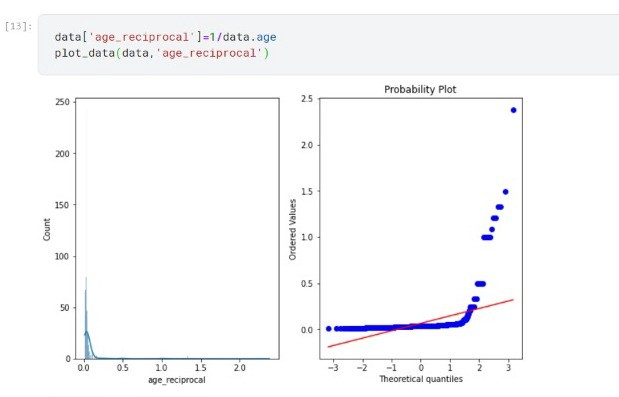 [13]:
data['age_reciprocal']=1/data.age
plot_data(data,'age_reciprocal')
Probability Plot
250
200
150
100
50
0
Count
0.0 0.5 1.0 1.5 2.0
age_reciprocal
2.5
2.0
1.5
1.0
0.5
0.0
Ordered Values
−3 −2 −1 0 1 2 3
Theoretical quantiles